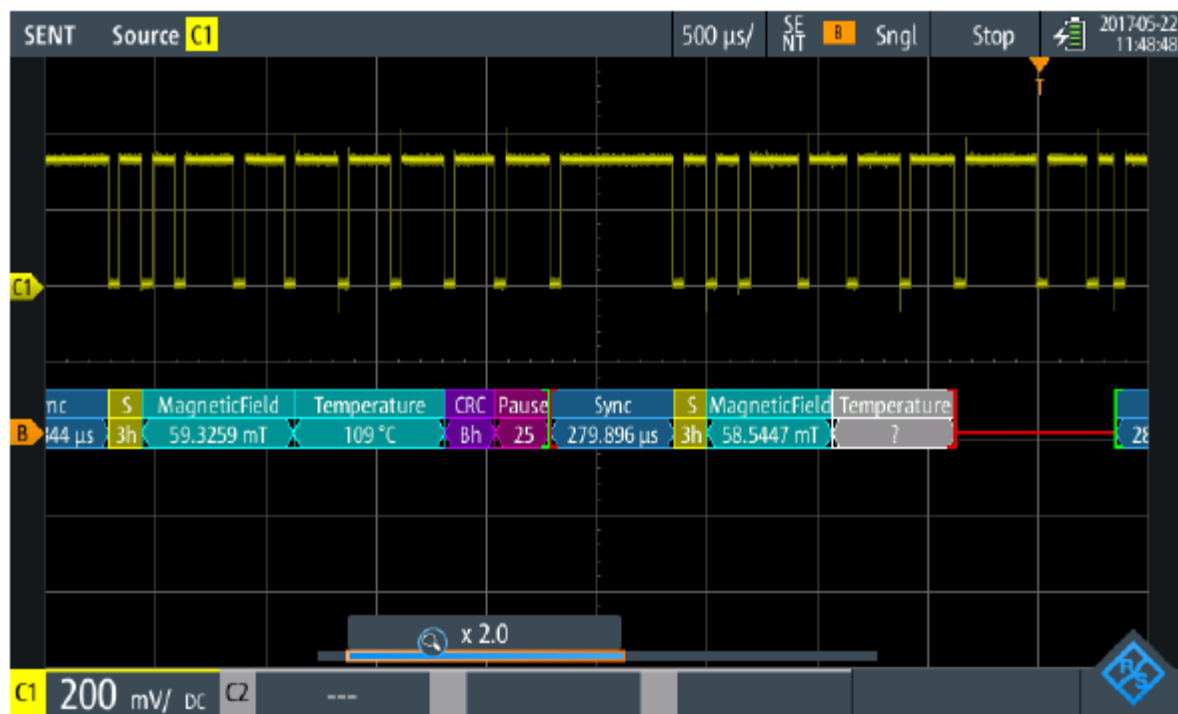 SENT Source C1 500 µs/ SENT B Sngl Stop 2017-05-22
11:48:48
T
C1
nc S MagneticField Temperature CRC Pause Sync S MagneticField Temperature
B 344 µs 3h 59.3259 mT 109 °C Bh 25 279.896 µs 3h 58.5447 mT ? 28
x 2.0
C1 200 mV/ DC C2 ---
R&S